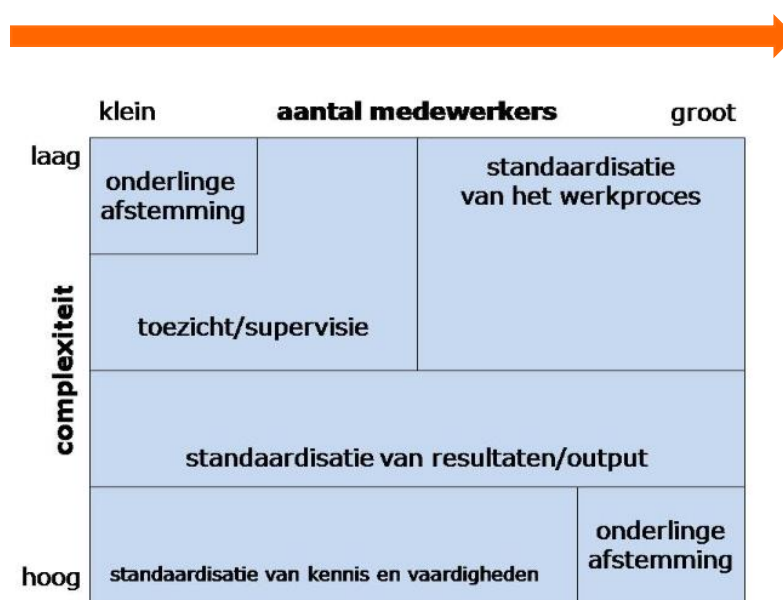 klein aantal medewerkers groot
laag
onderlinge
afstemming
standaardisatie
van het werkproces
complexiteit
toezicht/supervisie
standaardisatie van resultaten/output
hoog
standaardisatie van kennis en vaardigheden
onderlinge
afstemming